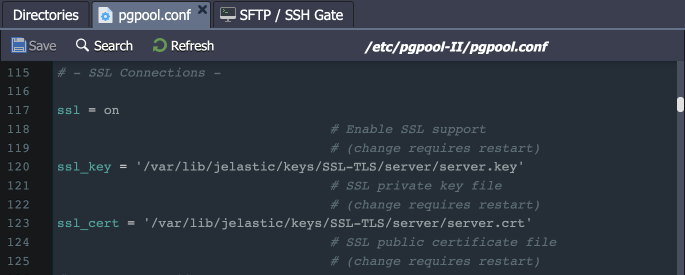 Directories pgpool.conf SFTP / SSH Gate
Save Search Refresh /etc/pgpool-II/pgpool.conf
115 # - SSL Connections -
116
117 ssl = on
118 # Enable SSL support
119 # (change requires restart)
120 ssl_key = '/var/lib/jelastic/keys/SSL-TLS/server/server.key'
121 # SSL private key file
122 # (change requires restart)
123 ssl_cert = '/var/lib/jelastic/keys/SSL-TLS/server/server.crt'
124 # SSL public certificate file
125 # (change requires restart)